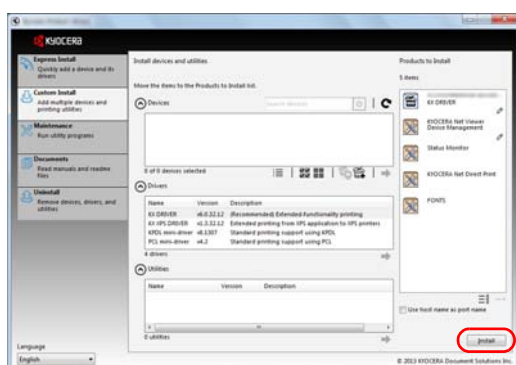 KYOCERA
Express Install
Quickly add a device and its
drivers
Custom Install
Add multiple devices and
printing utilities
Maintenance
Run utility programs
Documents
Read manuals and readme
files
Uninstall
Remove devices, drivers, and
utilities
Language
English
Install devices and utilities
Move the items to the Products to Install list.
Devices
Search devices
0 of 0 devices selected
Drivers
Name Version Description
KX DRIVER (Recommended) Extended-functionality printing
KX XPS DRIVER Extended printing from XPS application to XPS printers
KPDL mini-driver v6.1307 Standard printing support using KPDL
PCL mini-driver v4.2 Standard printing support using PCL
4 drivers
Utilities
Name Version Description
0 utilities
Products to Install
5 items
KX DRIVER
KYOCERA Net Viewer
Device Management
Status Monitor
KYOCERA Net Direct Print
FONTS
Use host name as port name
Install
© 2013 KYOCERA Document Solutions Inc.